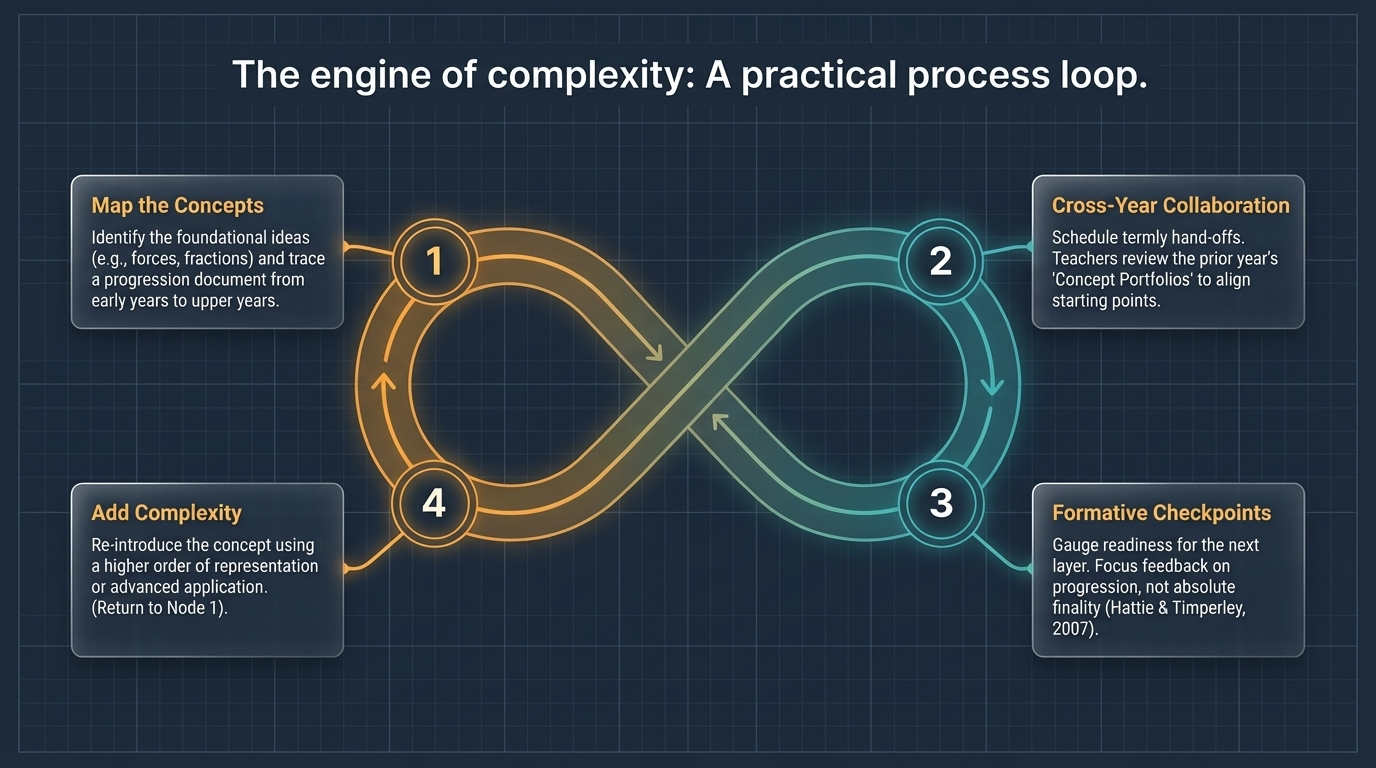 The engine of complexity: A practical process loop.
Map the Concepts
Identify the foundational ideas
(e.g., forces, fractions) and trace
a progression document from
early years to upper years.
1
2
Cross-Year Collaboration
Schedule termly hand-offs.
Teachers review the prior year's
'Concept Portfolios' to align
starting points.
Add Complexity
Re-introduce the concept using
a higher order of representation
or advanced application.
(Return to Node 1).
4
3
Formative Checkpoints
Gauge readiness for the next
layer. Focus feedback on
progression, not absolute
finality (Hattie & Timperley,
2007).